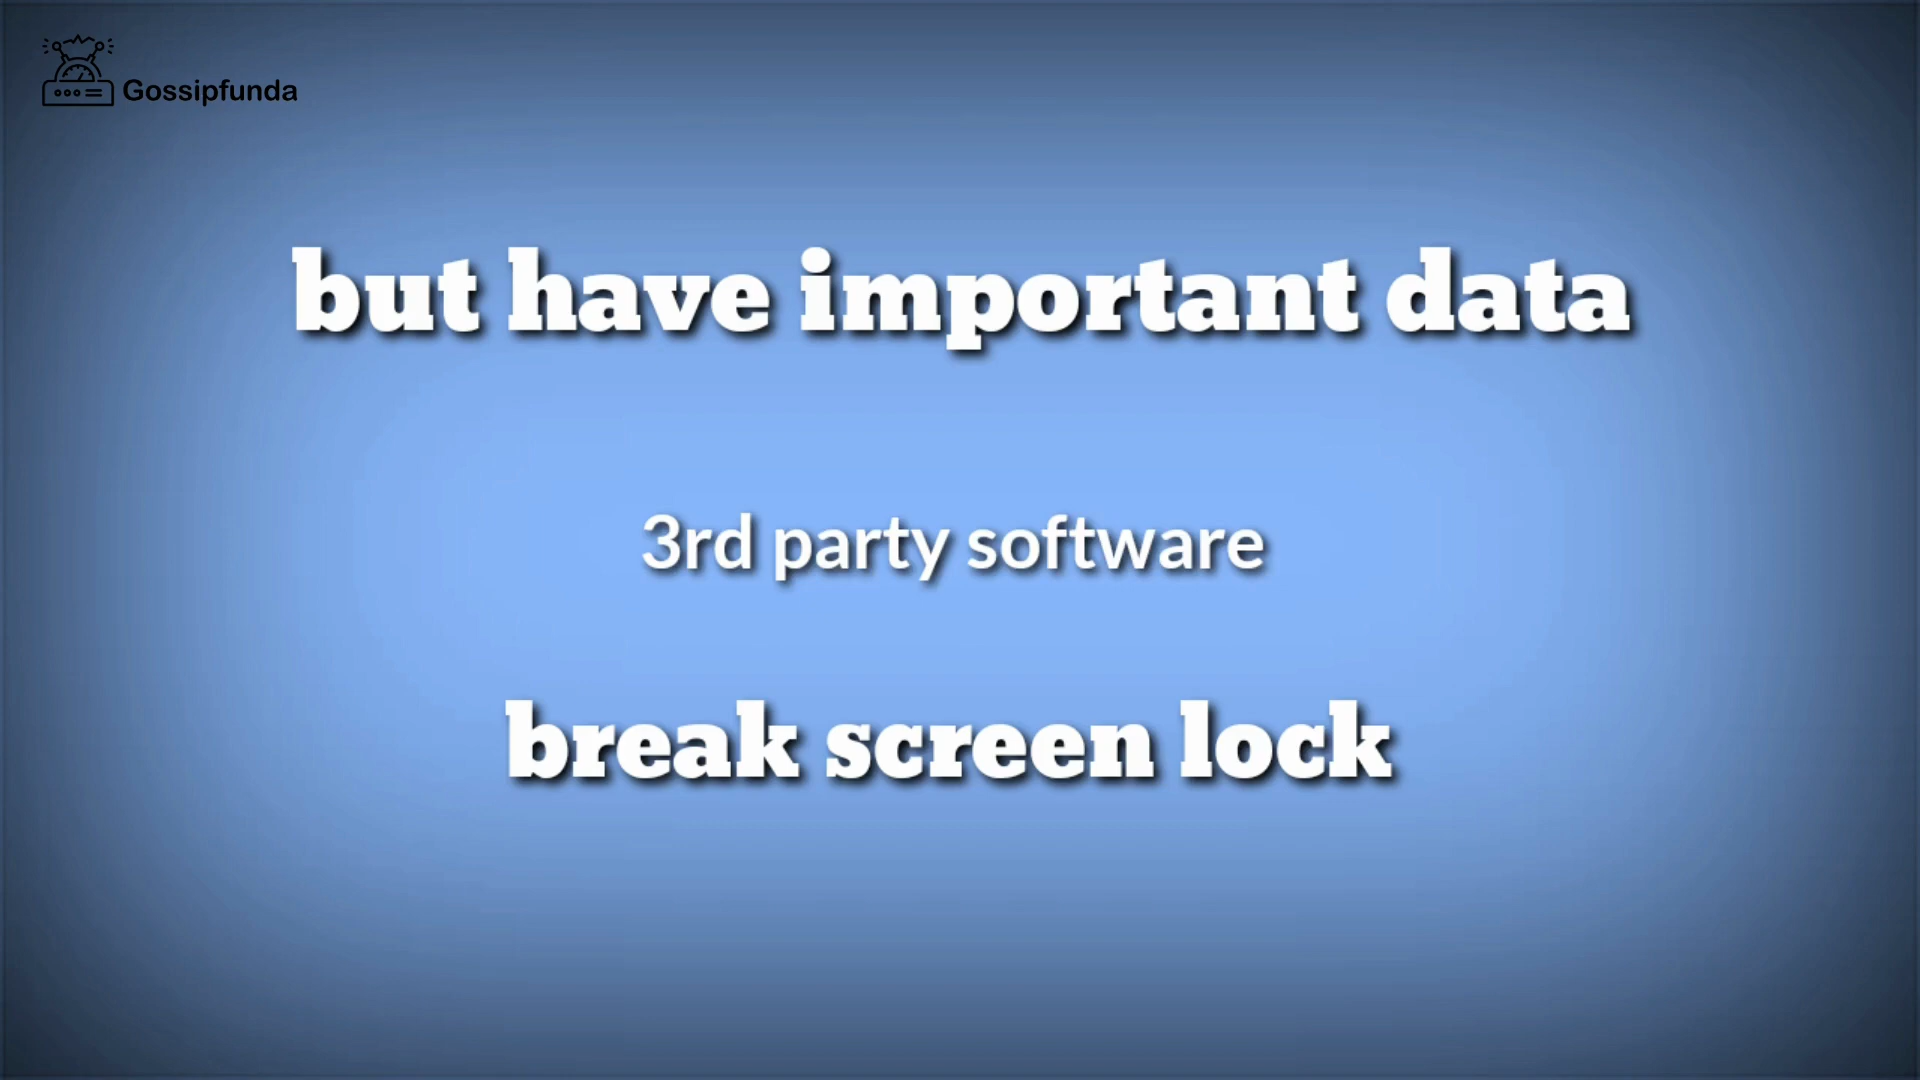 Gossipfunda
but have important data
3rd party software
break screen lock